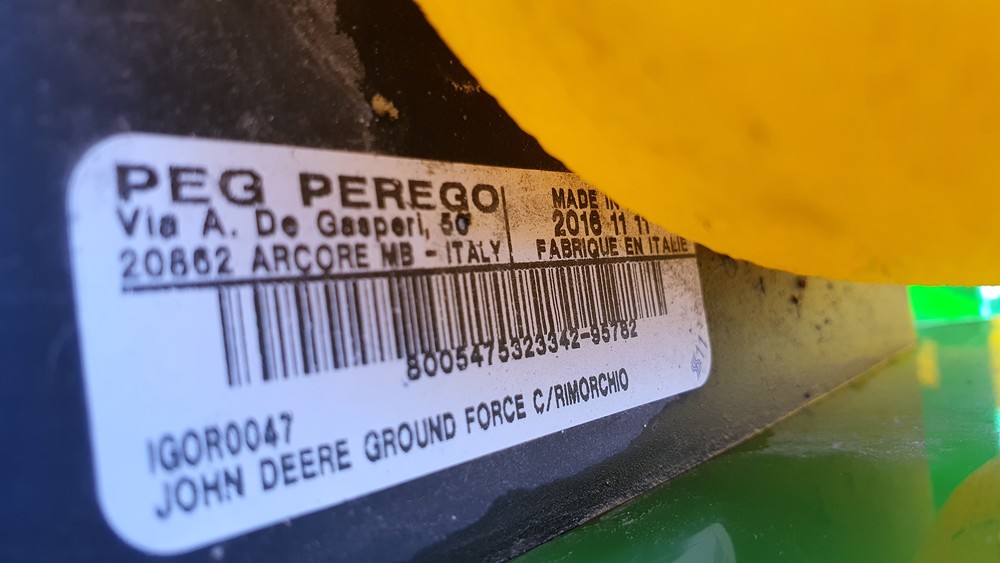 PEG PEREGO
Via A. De Gasperi, 50
20862 ARCORE MB - ITALY
MADE IN
2016 11 11
FABRIQUE EN ITALIE
8005475323342-95782
IGOR0047
JOHN DEERE GROUND FORCE C/RIMORCHIO